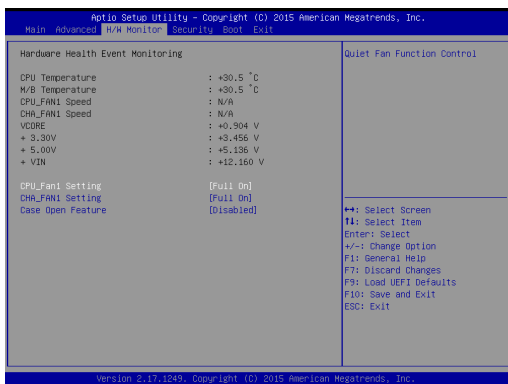 Aptio Setup Utility – Copyright (C) 2015 American Megatrends, Inc.
Main Advanced H/W Monitor Security Boot Exit
Hardware Health Event Monitoring
CPU Temperature : +30.5 °C
M/B Temperature : +30.5 °C
CPU_FAN1 Speed : N/A
CHA_FAN1 Speed : N/A
VCORE : +0.904 V
+ 3.30V : +3.456 V
+ 5.00V : +5.136 V
+ VIN : +12.160 V
CPU_Fan1 Setting [Full On]
CHA_FAN1 Setting [Full On]
Case Open Feature [Disabled]
Quiet Fan Function Control
↔: Select Screen
↑↓: Select Item
Enter: Select
+/-: Change Option
F1: General Help
F7: Discard Changes
F9: Load UEFI Defaults
F10: Save and Exit
ESC: Exit
Version 2.17.1249. Copyright (C) 2015 American Megatrends, Inc.